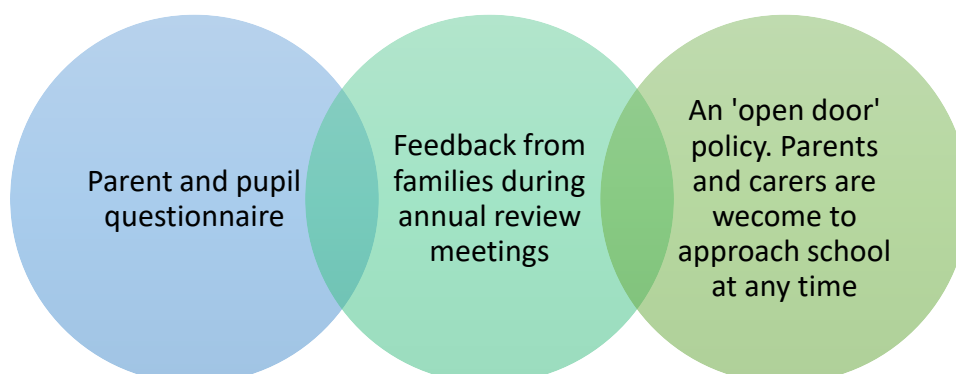 Parent and pupil
questionnaire
Feedback from
families during
annual review
meetings
An 'open door'
policy. Parents
and carers are
wecome to
approach school
at any time